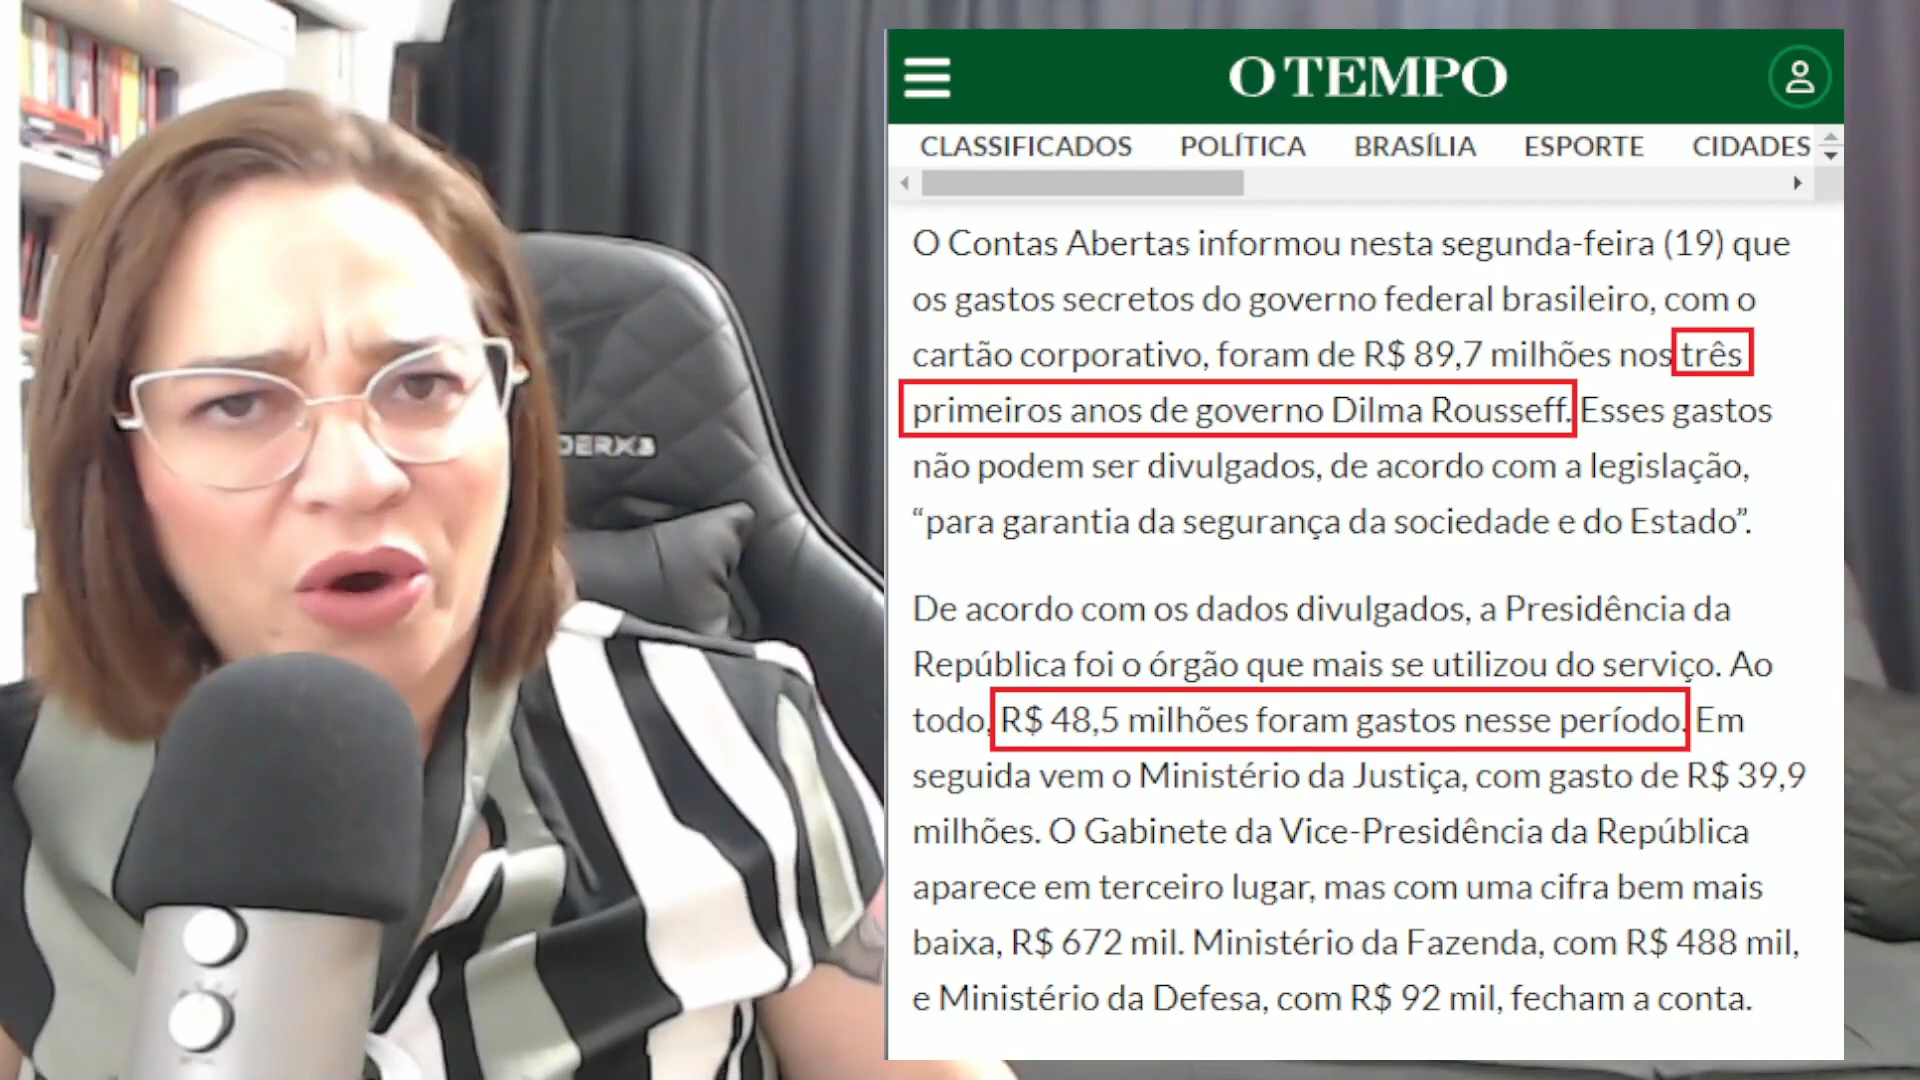 O TEMPO
CLASSIFICADOS POLÍTICA BRASÍLIA ESPORTE CIDADES
O Contas Abertas informou nesta segunda-feira (19) que
os gastos secretos do governo federal brasileiro, com o
cartão corporativo, foram de R$ 89,7 milhões nos três
primeiros anos de governo Dilma Rousseff. Esses gastos
não podem ser divulgados, de acordo com a legislação,
“para garantia da segurança da sociedade e do Estado”.
De acordo com os dados divulgados, a Presidência da
República foi o órgão que mais se utilizou do serviço. Ao
todo, R$ 48,5 milhões foram gastos nesse período. Em
seguida vem o Ministério da Justiça, com gasto de R$ 39,9
milhões. O Gabinete da Vice-Presidência da República
aparece em terceiro lugar, mas com uma cifra bem mais
baixa, R$ 672 mil. Ministério da Fazenda, com R$ 488 mil,
e Ministério da Defesa, com R$ 92 mil, fecham a conta.